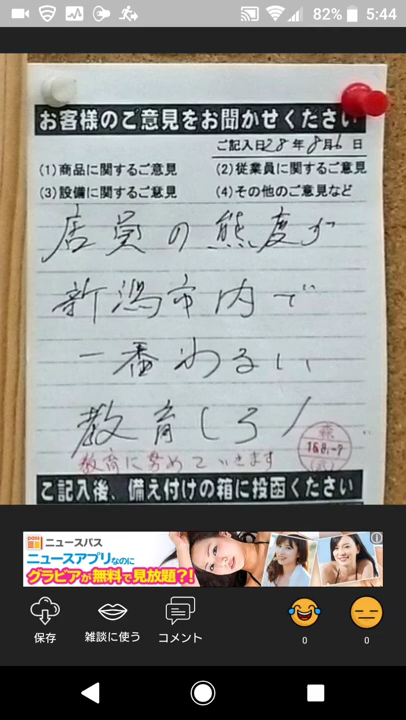 82% 5:44
お客様のご意見をお聞かせください
ご記入日28年8月6日
(1)商品に関するご意見 (2)従業員に関するご意見
(3)設備に関するご意見 (4)その他のご意見など
店員の熊度が
新潟市内で
一番わるい
教育しろ!
教育に努めていきます
森
16.8.-7
ご記入後、備え付けの箱に投函ください
ニュースパス
ニュースアプリなのに
グラビアが無料で見放題?!
保存 雑談に使う コメント 0 0